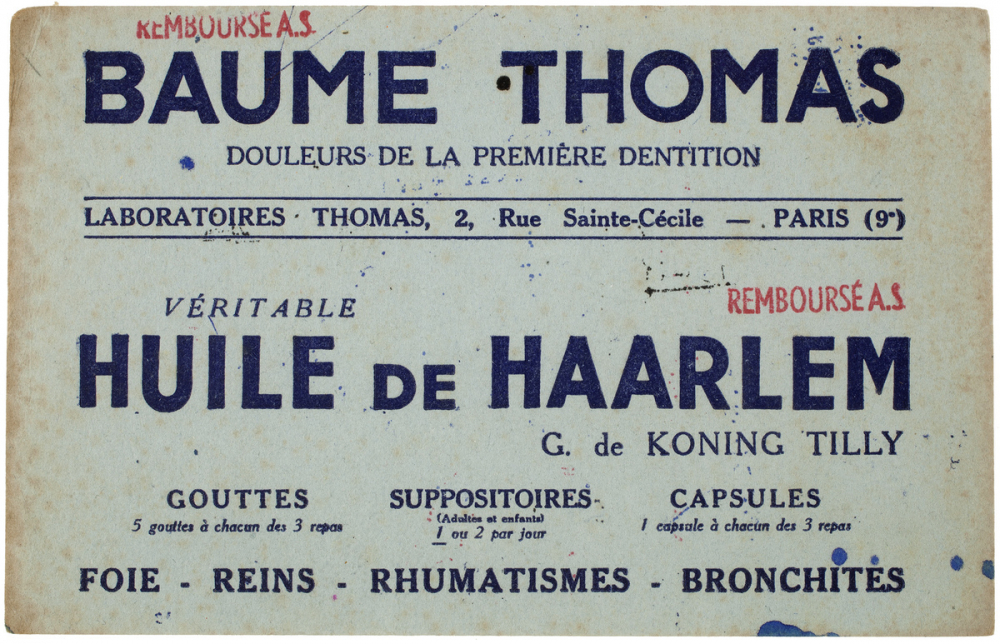 REMBOURSÉ A.S.
BAUME THOMAS
DOULEURS DE LA PREMIÈRE DENTITION
LABORATOIRES THOMAS, 2, Rue Sainte-Cécile — PARIS (9ᵉ)
VÉRITABLE
REMBOURSÉ A.S.
HUILE DE HAARLEM
G. de KONING TILLY
GOUTTES SUPPOSITOIRES CAPSULES
5 gouttes à chacun des 3 repas (Adultes et enfants) 1 capsule à chacun des 3 repas
1 ou 2 par jour
FOIE - REINS - RHUMATISMES - BRONCHITES